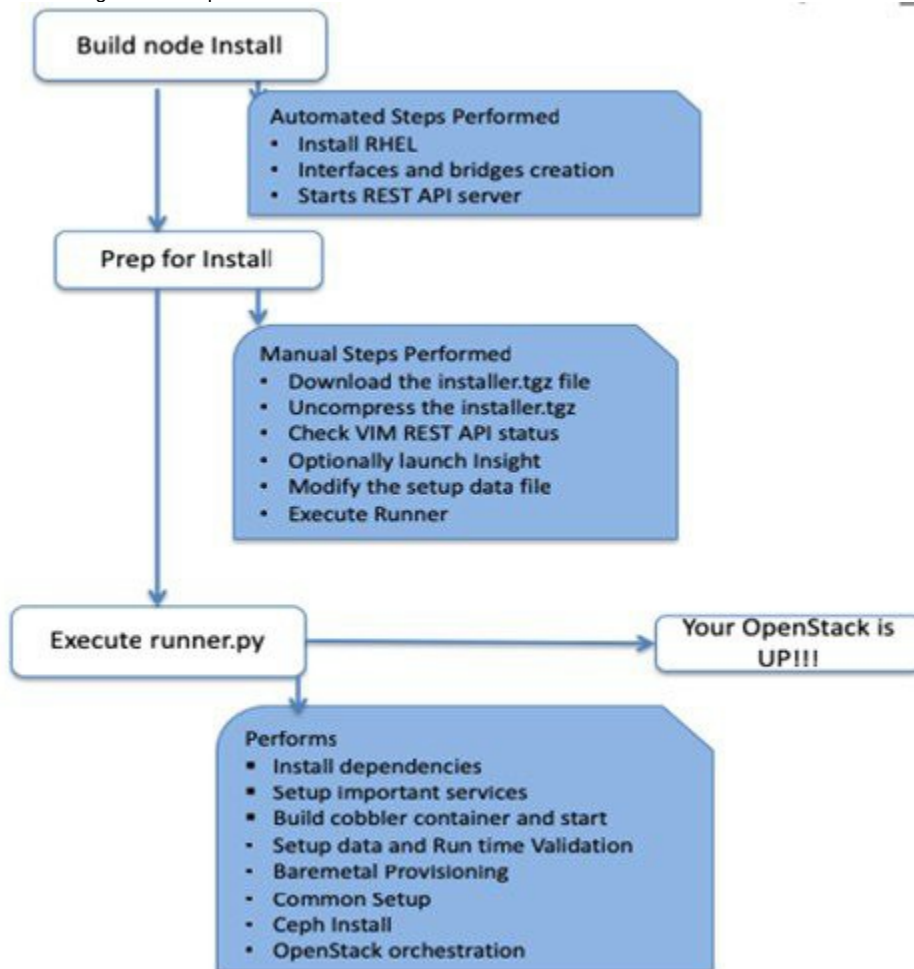 Build node Install
Automated Steps Performed
• Install RHEL
• Interfaces and bridges creation
• Starts REST API server
Prep for Install
Manual Steps Performed
• Download the installer.tgz file
• Uncompress the installer.tgz
• Check VIM REST API status
• Optionally launch Insight
• Modify the setup data file
• Execute Runner
Execute runner.py
Your OpenStack is
UP!!!
Performs
▪ Install dependencies
▪ Setup important services
▪ Build cobbler container and start
- Setup data and Run time Validation
- Baremetal Provisioning
- Common Setup
- Ceph Install
• OpenStack orchestration